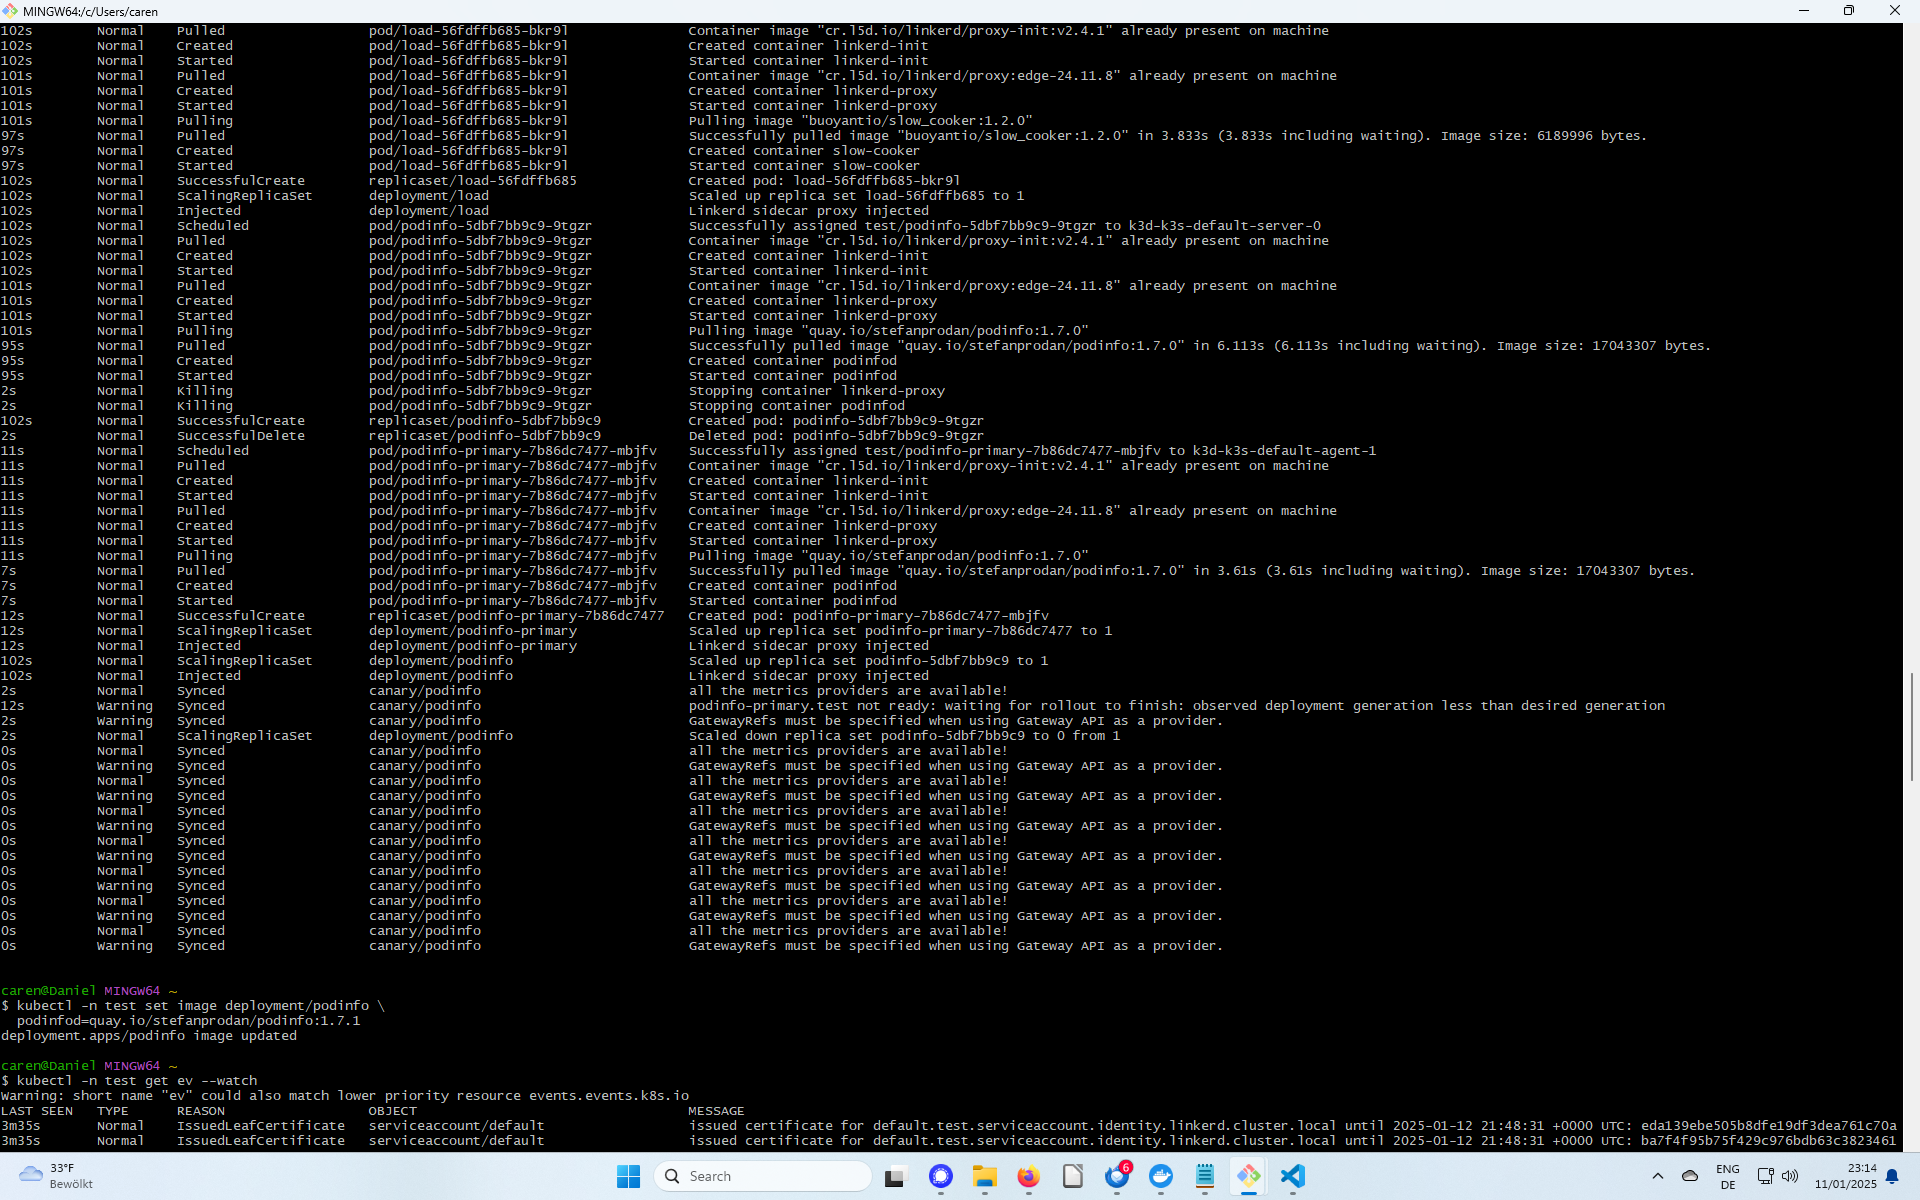 MINGW64:/c/Users/caren
102s Normal Pulled pod/load-56fdffb685-bkr9l Container image "cr.l5d.io/linkerd/proxy-init:v2.4.1" already present on machine
102s Normal Created pod/load-56fdffb685-bkr9l Created container linkerd-init
102s Normal Started pod/load-56fdffb685-bkr9l Started container linkerd-init
101s Normal Pulled pod/load-56fdffb685-bkr9l Container image "cr.l5d.io/linkerd/proxy:edge-24.11.8" already present on machine
101s Normal Created pod/load-56fdffb685-bkr9l Created container linkerd-proxy
101s Normal Started pod/load-56fdffb685-bkr9l Started container linkerd-proxy
101s Normal Pulling pod/load-56fdffb685-bkr9l Pulling image "buoyantio/slow_cooker:1.2.0"
97s Normal Pulled pod/load-56fdffb685-bkr9l Successfully pulled image "buoyantio/slow_cooker:1.2.0" in 3.833s (3.833s including waiting). Image size: 6189996 bytes.
97s Normal Created pod/load-56fdffb685-bkr9l Created container slow-cooker
97s Normal Started pod/load-56fdffb685-bkr9l Started container slow-cooker
102s Normal SuccessfulCreate replicaset/load-56fdffb685 Created pod: load-56fdffb685-bkr9l
102s Normal ScalingReplicaSet deployment/load Scaled up replica set load-56fdffb685 to 1
102s Normal Injected deployment/load Linkerd sidecar proxy injected
102s Normal Scheduled pod/podinfo-5dbf7bb9c9-9tgzr Successfully assigned test/podinfo-5dbf7bb9c9-9tgzr to k3d-k3s-default-server-0
102s Normal Pulled pod/podinfo-5dbf7bb9c9-9tgzr Container image "cr.l5d.io/linkerd/proxy-init:v2.4.1" already present on machine
102s Normal Created pod/podinfo-5dbf7bb9c9-9tgzr Created container linkerd-init
102s Normal Started pod/podinfo-5dbf7bb9c9-9tgzr Started container linkerd-init
101s Normal Pulled pod/podinfo-5dbf7bb9c9-9tgzr Container image "cr.l5d.io/linkerd/proxy:edge-24.11.8" already present on machine
101s Normal Created pod/podinfo-5dbf7bb9c9-9tgzr Created container linkerd-proxy
101s Normal Started pod/podinfo-5dbf7bb9c9-9tgzr Started container linkerd-proxy
101s Normal Pulling pod/podinfo-5dbf7bb9c9-9tgzr Pulling image "quay.io/stefanprodan/podinfo:1.7.0"
95s Normal Pulled pod/podinfo-5dbf7bb9c9-9tgzr Successfully pulled image "quay.io/stefanprodan/podinfo:1.7.0" in 6.113s (6.113s including waiting). Image size: 17043307 bytes.
95s Normal Created pod/podinfo-5dbf7bb9c9-9tgzr Created container podinfod
95s Normal Started pod/podinfo-5dbf7bb9c9-9tgzr Started container podinfod
2s Normal Killing pod/podinfo-5dbf7bb9c9-9tgzr Stopping container linkerd-proxy
2s Normal Killing pod/podinfo-5dbf7bb9c9-9tgzr Stopping container podinfod
102s Normal SuccessfulCreate replicaset/podinfo-5dbf7bb9c9 Created pod: podinfo-5dbf7bb9c9-9tgzr
2s Normal SuccessfulDelete replicaset/podinfo-5dbf7bb9c9 Deleted pod: podinfo-5dbf7bb9c9-9tgzr
11s Normal Scheduled pod/podinfo-primary-7b86dc7477-mbjfv Successfully assigned test/podinfo-primary-7b86dc7477-mbjfv to k3d-k3s-default-agent-1
11s Normal Pulled pod/podinfo-primary-7b86dc7477-mbjfv Container image "cr.l5d.io/linkerd/proxy-init:v2.4.1" already present on machine
11s Normal Created pod/podinfo-primary-7b86dc7477-mbjfv Created container linkerd-init
11s Normal Started pod/podinfo-primary-7b86dc7477-mbjfv Started container linkerd-init
11s Normal Pulled pod/podinfo-primary-7b86dc7477-mbjfv Container image "cr.l5d.io/linkerd/proxy:edge-24.11.8" already present on machine
11s Normal Created pod/podinfo-primary-7b86dc7477-mbjfv Created container linkerd-proxy
11s Normal Started pod/podinfo-primary-7b86dc7477-mbjfv Started container linkerd-proxy
11s Normal Pulling pod/podinfo-primary-7b86dc7477-mbjfv Pulling image "quay.io/stefanprodan/podinfo:1.7.0"
7s Normal Pulled pod/podinfo-primary-7b86dc7477-mbjfv Successfully pulled image "quay.io/stefanprodan/podinfo:1.7.0" in 3.61s (3.61s including waiting). Image size: 17043307 bytes.
7s Normal Created pod/podinfo-primary-7b86dc7477-mbjfv Created container podinfod
7s Normal Started pod/podinfo-primary-7b86dc7477-mbjfv Started container podinfod
12s Normal SuccessfulCreate replicaset/podinfo-primary-7b86dc7477 Created pod: podinfo-primary-7b86dc7477-mbjfv
12s Normal ScalingReplicaSet deployment/podinfo-primary Scaled up replica set podinfo-primary-7b86dc7477 to 1
12s Normal Injected deployment/podinfo-primary Linkerd sidecar proxy injected
102s Normal ScalingReplicaSet deployment/podinfo Scaled up replica set podinfo-5dbf7bb9c9 to 1
102s Normal Injected deployment/podinfo Linkerd sidecar proxy injected
2s Normal Synced canary/podinfo all the metrics providers are available!
12s Warning Synced canary/podinfo podinfo-primary.test not ready: waiting for rollout to finish: observed deployment generation less than desired generation
2s Warning Synced canary/podinfo GatewayRefs must be specified when using Gateway API as a provider.
2s Normal ScalingReplicaSet deployment/podinfo Scaled down replica set podinfo-5dbf7bb9c9 to 0 from 1
0s Normal Synced canary/podinfo all the metrics providers are available!
0s Warning Synced canary/podinfo GatewayRefs must be specified when using Gateway API as a provider.
0s Normal Synced canary/podinfo all the metrics providers are available!
0s Warning Synced canary/podinfo GatewayRefs must be specified when using Gateway API as a provider.
0s Normal Synced canary/podinfo all the metrics providers are available!
0s Warning Synced canary/podinfo GatewayRefs must be specified when using Gateway API as a provider.
0s Normal Synced canary/podinfo all the metrics providers are available!
0s Warning Synced canary/podinfo GatewayRefs must be specified when using Gateway API as a provider.
0s Normal Synced canary/podinfo all the metrics providers are available!
0s Warning Synced canary/podinfo GatewayRefs must be specified when using Gateway API as a provider.
0s Normal Synced canary/podinfo all the metrics providers are available!
0s Warning Synced canary/podinfo GatewayRefs must be specified when using Gateway API as a provider.
0s Normal Synced canary/podinfo all the metrics providers are available!
0s Warning Synced canary/podinfo GatewayRefs must be specified when using Gateway API as a provider.
caren@Daniel MINGW64 ~
$ kubectl -n test set image deployment/podinfo \
podinfod=quay.io/stefanprodan/podinfo:1.7.1
deployment.apps/podinfo image updated
caren@Daniel MINGW64 ~
$ kubectl -n test get ev --watch
Warning: short name "ev" could also match lower priority resource events.events.k8s.io
LAST SEEN TYPE REASON OBJECT MESSAGE
3m35s Normal IssuedLeafCertificate serviceaccount/default issued certificate for default.test.serviceaccount.identity.linkerd.cluster.local until 2025-01-12 21:48:31 +0000 UTC: eda139ebe505b8dfe19df3dea761c70a
3m35s Normal IssuedLeafCertificate serviceaccount/default issued certificate for default.test.serviceaccount.identity.linkerd.cluster.local until 2025-01-12 21:48:31 +0000 UTC: ba7f4f95b75f429c976bdb63c3823461
33°F
Bewölkt
Search
6
ENG
DE
23:14
11/01/2025